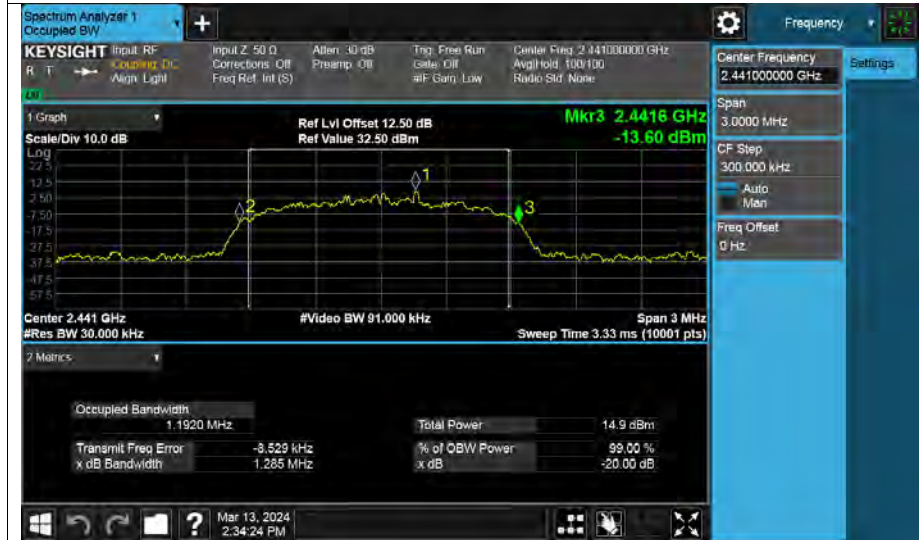 Spectrum Analyzer 1
Occupied BW
+
Frequency
KEYSIGHT Input: RF
R T Coupling: DC
Align: Light
Input Z: 50 Ω
Corrections: Off
Freq Ref: Int (S)
Atten: 30 dB
Preamp: Off
Trig: Free Run
Gate: Off
#IF Gain: Low
Center Freq: 2.441000000 GHz
Avg|Hold: 100/100
Radio Std: None
Center Frequency
2.441000000 GHz
Settings
Span
3.0000 MHz
CF Step
300.000 kHz
Auto
Man
Freq Offset
0 Hz
1 Graph
Scale/Div 10.0 dB
Ref Lvl Offset 12.50 dB
Ref Value 32.50 dBm
Mkr3 2.4416 GHz
-13.60 dBm
Log
22.5
12.5
2.50
-7.50
-17.5
-27.5
-37.5
-47.5
-57.5
1
2
3
Center 2.441 GHz
#Res BW 30.000 kHz
#Video BW 91.000 kHz
Span 3 MHz
Sweep Time 3.33 ms (10001 pts)
2 Metrics
Occupied Bandwidth
1.1920 MHz
Transmit Freq Error -8.529 kHz
x dB Bandwidth 1.285 MHz
Total Power 14.9 dBm
% of OBW Power 99.00 %
x dB -20.00 dB
?
Mar 13, 2024
2:34:24 PM